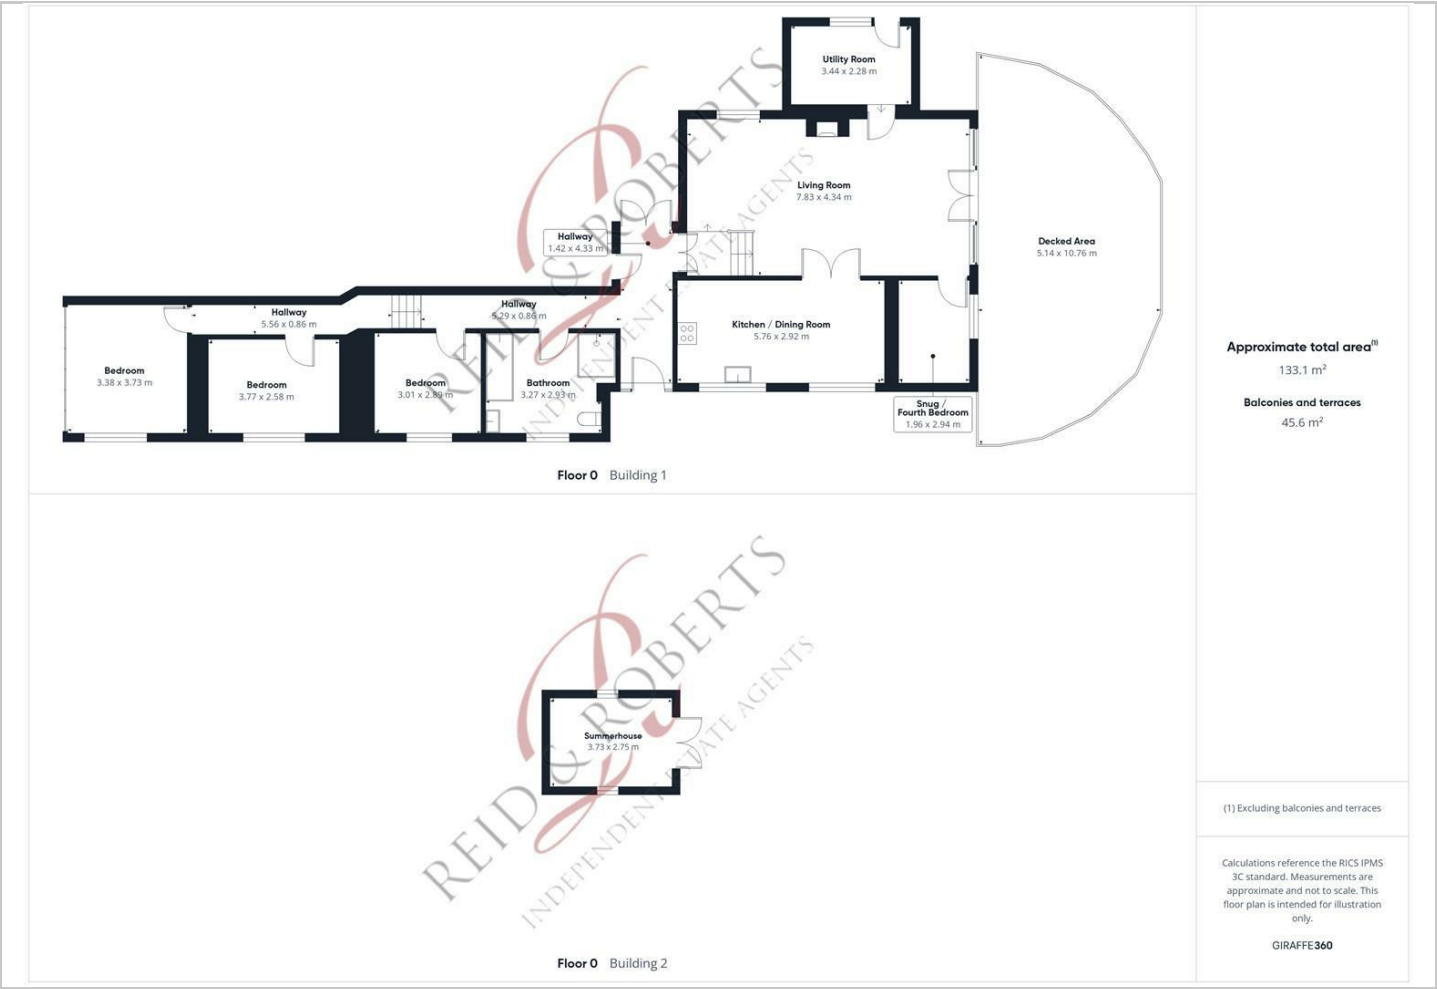 Utility Room
3.44 x 2.28 m
Living Room
7.83 x 4.34 m
Hallway
1.42 x 4.33 m
Decked Area
5.14 x 10.76 m
Hallway
5.56 x 0.86 m
Hallway
5.29 x 0.86 m
Kitchen / Dining Room
5.76 x 2.92 m
Bedroom
3.38 x 3.73 m
Bedroom
3.77 x 2.58 m
Bedroom
3.01 x 2.89 m
Bathroom
3.27 x 2.93 m
Snug /
Fourth Bedroom
1.96 x 2.94 m
REID & ROBERTS
INDEPENDENT ESTATE AGENTS
Floor 0 Building 1
Summerhouse
3.73 x 2.75 m
REID & ROBERTS
INDEPENDENT ESTATE AGENTS
Floor 0 Building 2
Approximate total area(1)
133.1 m²
Balconies and terraces
45.6 m²
(1) Excluding balconies and terraces
Calculations reference the RICS IPMS
3C standard. Measurements are
approximate and not to scale. This
floor plan is intended for illustration
only.
GIRAFFE360